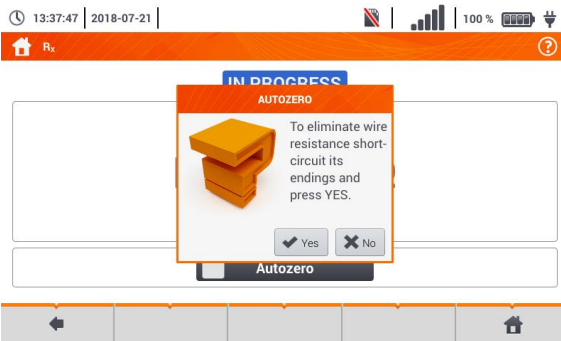 13:37:47 2018-07-21 100 %
Rx ?
IN PROGRESS
AUTOZERO
To eliminate wire
resistance short-
circuit its
endings and
press YES.
Yes No
Autozero